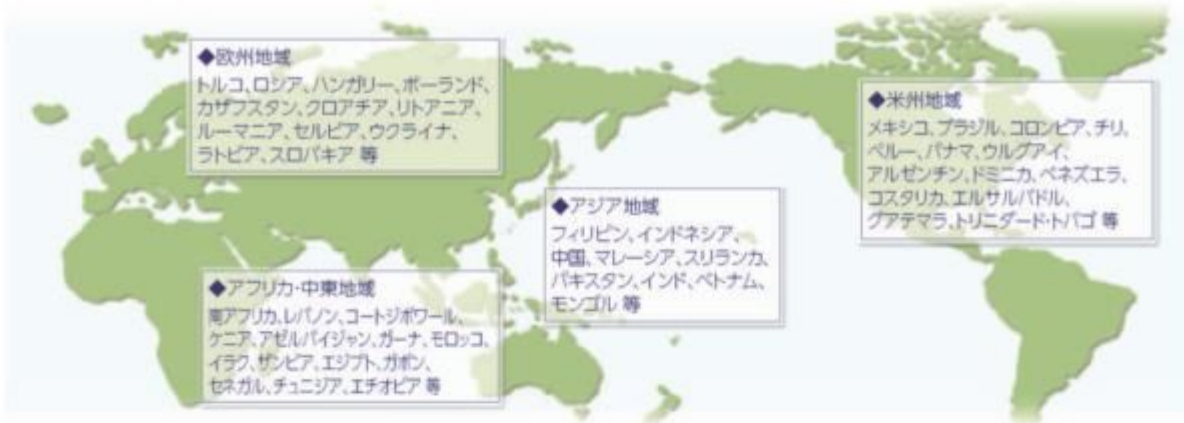 ◆欧州地域
トルコ、ロシア、ハンガリー、ポーランド、
カザフスタン、クロアチア、リトアニア、
ルーマニア、セルビア、ウクライナ、
ラトビア、スロバキア 等
◆米州地域
メキシコ、ブラジル、コロンビア、チリ、
ペルー、パナマ、ウルグアイ、
アルゼンチン、ドミニカ、ベネズエラ、
コスタリカ、エルサルバドル、
グアテマラ、トリニダード・トバゴ 等
◆アジア地域
フィリピン、インドネシア、
中国、マレーシア、スリランカ、
パキスタン、インド、ベトナム、
モンゴル 等
◆アフリカ・中東地域
南アフリカ、レバノン、コートジボワール、
ケニア、アゼルバイジャン、ガーナ、モロッコ、
イラク、ザンビア、エジプト、ガボン、
セネガル、チュニジア、エチオピア 等